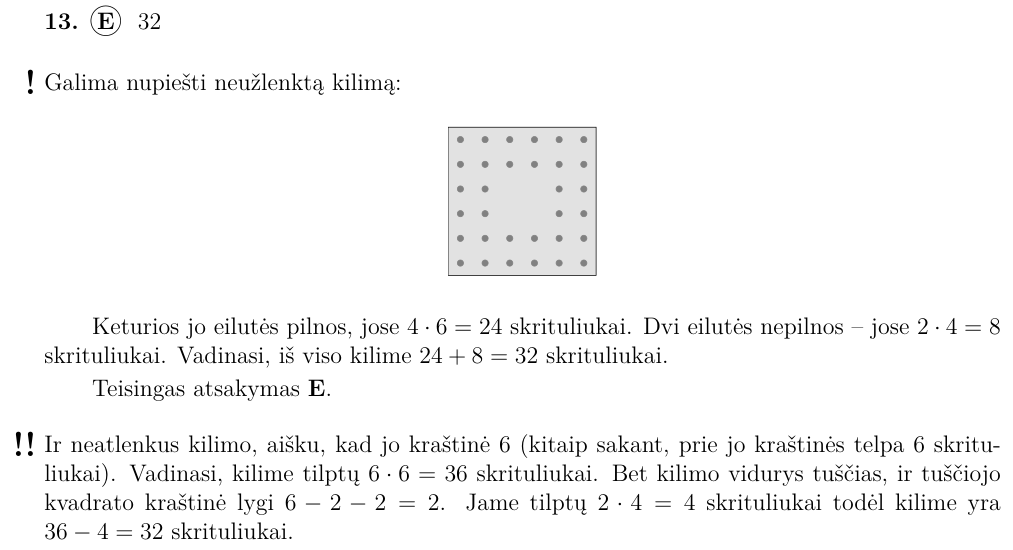 13. E 32
! Galima nupiešti neužlenktą kilimą:
Keturios jo eilutės pilnos, jose 4 · 6 = 24 skrituliukai. Dvi eilutės nepilnos – jose 2 · 4 = 8
skrituliukai. Vadinasi, iš viso kilime 24 + 8 = 32 skrituliukai.
Teisingas atsakymas E.
!! Ir neatlenkus kilimo, aišku, kad jo kraštinė 6 (kitaip sakant, prie jo kraštinės telpa 6 skritu-
liukai). Vadinasi, kilime tilptų 6 · 6 = 36 skrituliukai. Bet kilimo vidurys tuščias, ir tuščiojo
kvadrato kraštinė lygi 6 − 2 − 2 = 2. Jame tilptų 2 · 4 = 4 skrituliukai todėl kilime yra
36 − 4 = 32 skrituliukai.